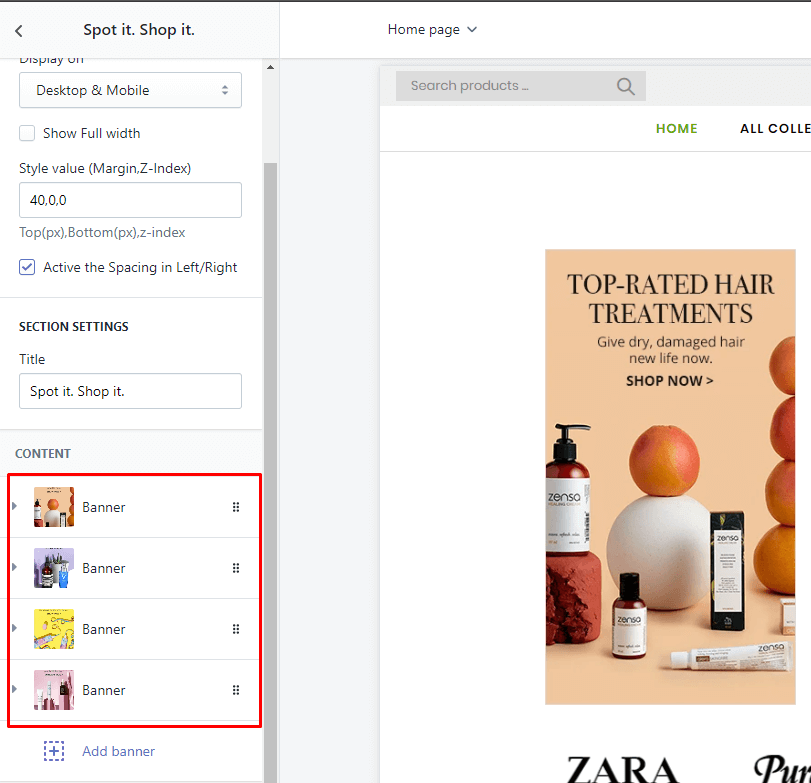 Spot it. Shop it.
Display on
Desktop & Mobile
Show Full width
Style value (Margin,Z-Index)
40,0,0
Top(px),Bottom(px),z-index
Active the Spacing in Left/Right
SECTION SETTINGS
Title
Spot it. Shop it.
CONTENT
Banner
Banner
Banner
Banner
Add banner
Home page
Search products ...
HOME
ALL COLLE
TOP-RATED HAIR
TREATMENTS
Give dry, damaged hair
new life now.
SHOP NOW >
zensa
HEALING CREAM
zensa
zensa
zensa
ZARA
Pur